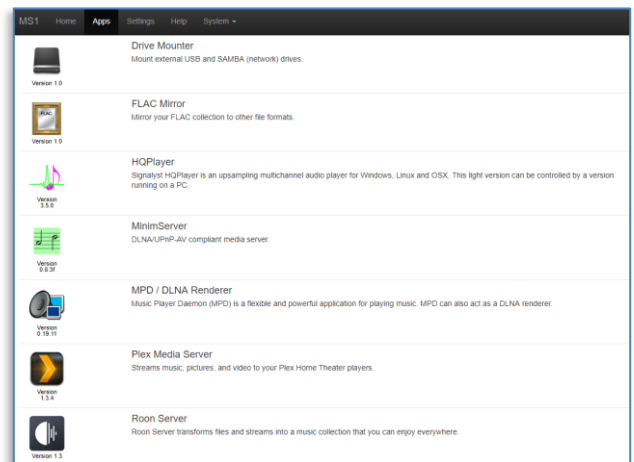 MS1 Home Apps Settings Help System
Drive Mounter
Mount external USB and SAMBA (network) drives.
Version 1.0
FLAC Mirror
Mirror your FLAC collection to other file formats.
FLAC
Version 1.0
HQPlayer
Signalyst HQPlayer is an upsampling multichannel audio player for Windows, Linux and OSX. This light version can be controlled by a version
running on a PC.
Version
3.5.0
MinimServer
DLNA/UPnP-AV compliant media server.
Version
0.8.3f
MPD / DLNA Renderer
Music Player Daemon (MPD) is a flexible and powerful application for playing music. MPD can also act as a DLNA renderer.
Version
0.19.11
Plex Media Server
Streams music, pictures, and video to your Plex Home Theater players.
Version
1.3.4
Roon Server
Roon Server transforms files and streams into a music collection that you can enjoy everywhere.
Version 1.3